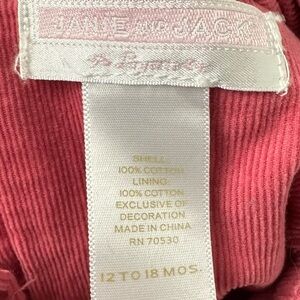 JANIE AND JACK
SHELL:
100% COTTON
LINING:
100% COTTON
EXCLUSIVE OF
DECORATION
MADE IN CHINA
RN 70530
12 TO 18 MOS.